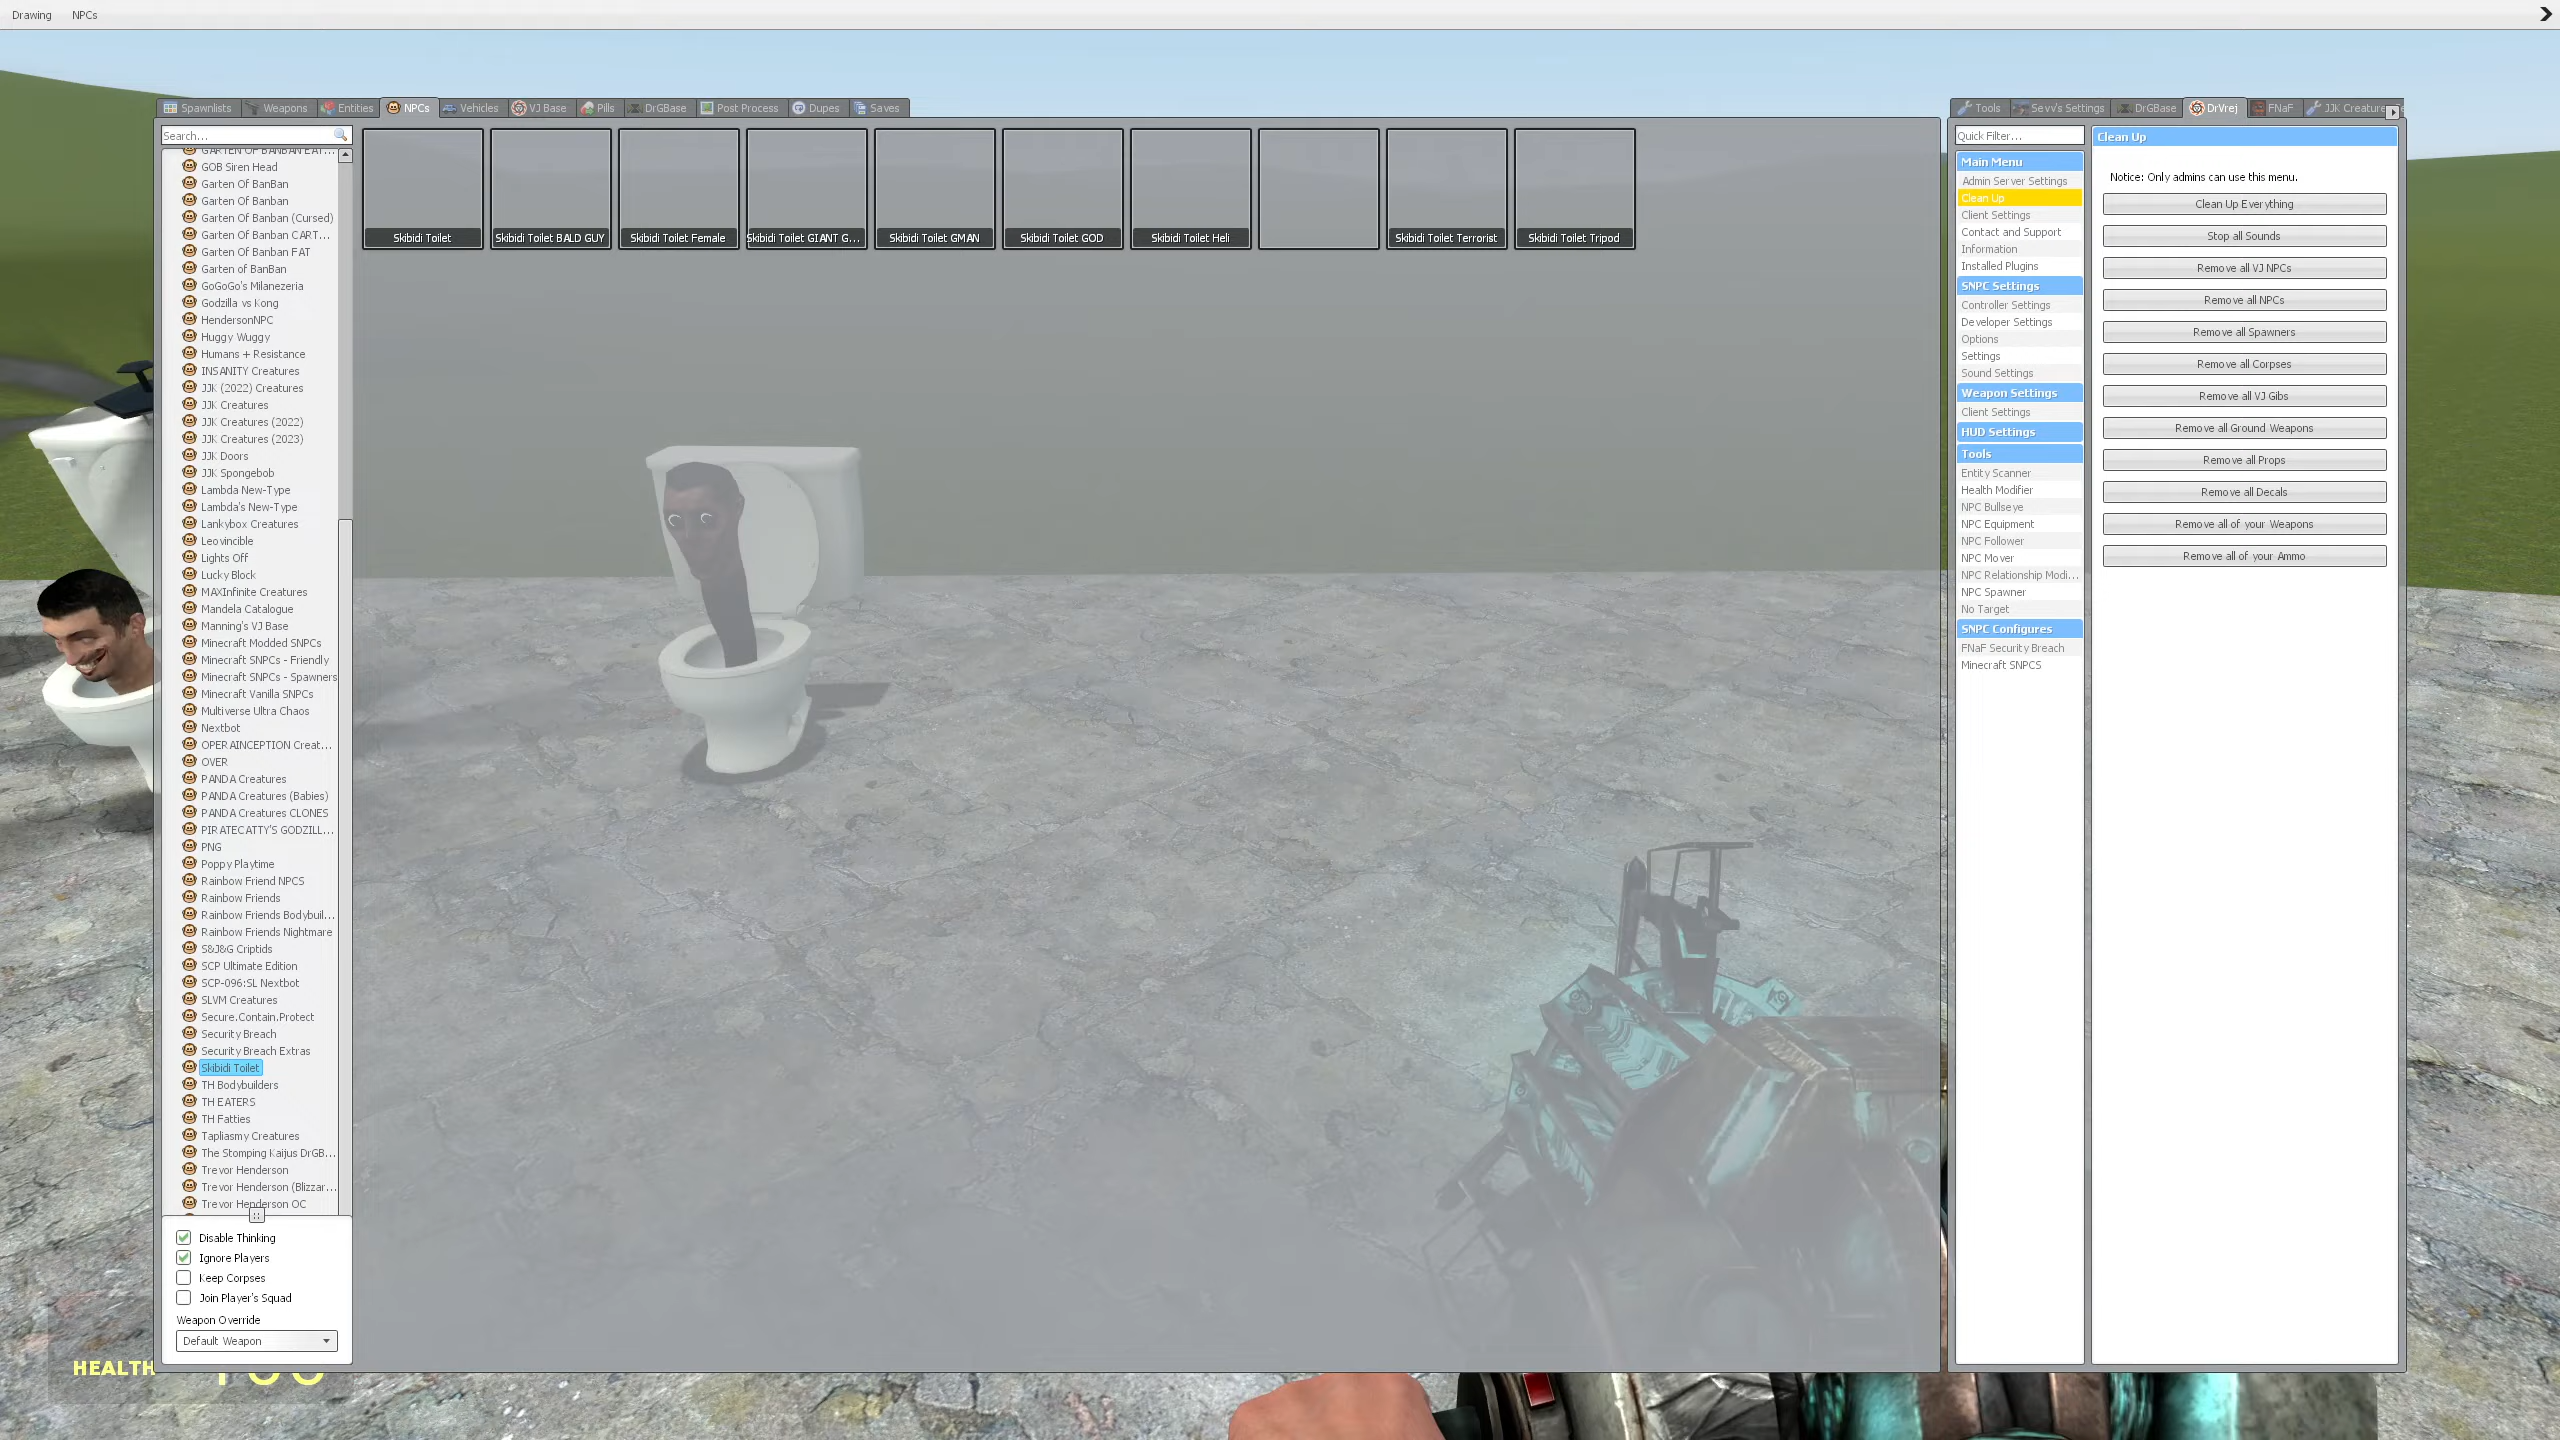 Drawing NPCs
Spawnlists Weapons Entities NPCs Vehicles VJ Base Pills DrGBase Post Process Dupes Saves
Search...
GARTEN OF BANBAN EAT...
GOB Siren Head
Garten Of BanBan
Garten Of Banban
Garten Of Banban (Cursed)
Garten Of Banban CART...
Garten Of Banban FAT
Garten of BanBan
GoGoGo's Milanezeria
Godzilla vs Kong
HendersonNPC
Huggy Wuggy
Humans + Resistance
INSANITY Creatures
JJK (2022) Creatures
JJK Creatures
JJK Creatures (2022)
JJK Creatures (2023)
JJK Doors
JJK Spongebob
Lambda New-Type
Lambda's New-Type
Lankybox Creatures
Leovincible
Lights Off
Lucky Block
MAXInfinite Creatures
Mandela Catalogue
Manning's VJ Base
Minecraft Modded SNPCs
Minecraft SNPCs - Friendly
Minecraft SNPCs - Spawners
Minecraft Vanilla SNPCs
Multiverse Ultra Chaos
Nextbot
OPERAINCEPTION Creat...
OVER
PANDA Creatures
PANDA Creatures (Babies)
PANDA Creatures CLONES
PIRATECATTY'S GODZILL...
PNG
Poppy Playtime
Rainbow Friend NPCS
Rainbow Friends
Rainbow Friends Bodybuil...
Rainbow Friends Nightmare
S&J&G Criptids
SCP Ultimate Edition
SCP-096:SL Nextbot
SLVM Creatures
Secure.Contain.Protect
Security Breach
Security Breach Extras
Skibidi Toilet
TH Bodybuilders
TH EATERS
TH Fatties
Tapliasmy Creatures
The Stomping Kaijus DrGB...
Trevor Henderson
Trevor Henderson (Blizzar...
Trevor Henderson OC
Disable Thinking
Ignore Players
Keep Corpses
Join Player's Squad
Weapon Override
Default Weapon
HEALTH 100
Skibidi Toilet
Skibidi Toilet BALD GUY
Skibidi Toilet Female
Skibidi Toilet GIANT G...
Skibidi Toilet GMAN
Skibidi Toilet GOD
Skibidi Toilet Heli
Skibidi Toilet Terrorist
Skibidi Toilet Tripod
Tools Sevv's Settings DrGBase DrVrej FNaF JJK Creature
Quick Filter...
Main Menu
Admin Server Settings
Clean Up
Client Settings
Contact and Support
Information
Installed Plugins
SNPC Settings
Controller Settings
Developer Settings
Options
Settings
Sound Settings
Weapon Settings
Client Settings
HUD Settings
Tools
Entity Scanner
Health Modifier
NPC Bullseye
NPC Equipment
NPC Follower
NPC Mover
NPC Relationship Modi...
NPC Spawner
No Target
SNPC Configures
FNaF Security Breach
Minecraft SNPCS
Clean Up
Notice: Only admins can use this menu.
Clean Up Everything
Stop all Sounds
Remove all VJ NPCs
Remove all NPCs
Remove all Spawners
Remove all Corpses
Remove all VJ Gibs
Remove all Ground Weapons
Remove all Props
Remove all Decals
Remove all of your Weapons
Remove all of your Ammo